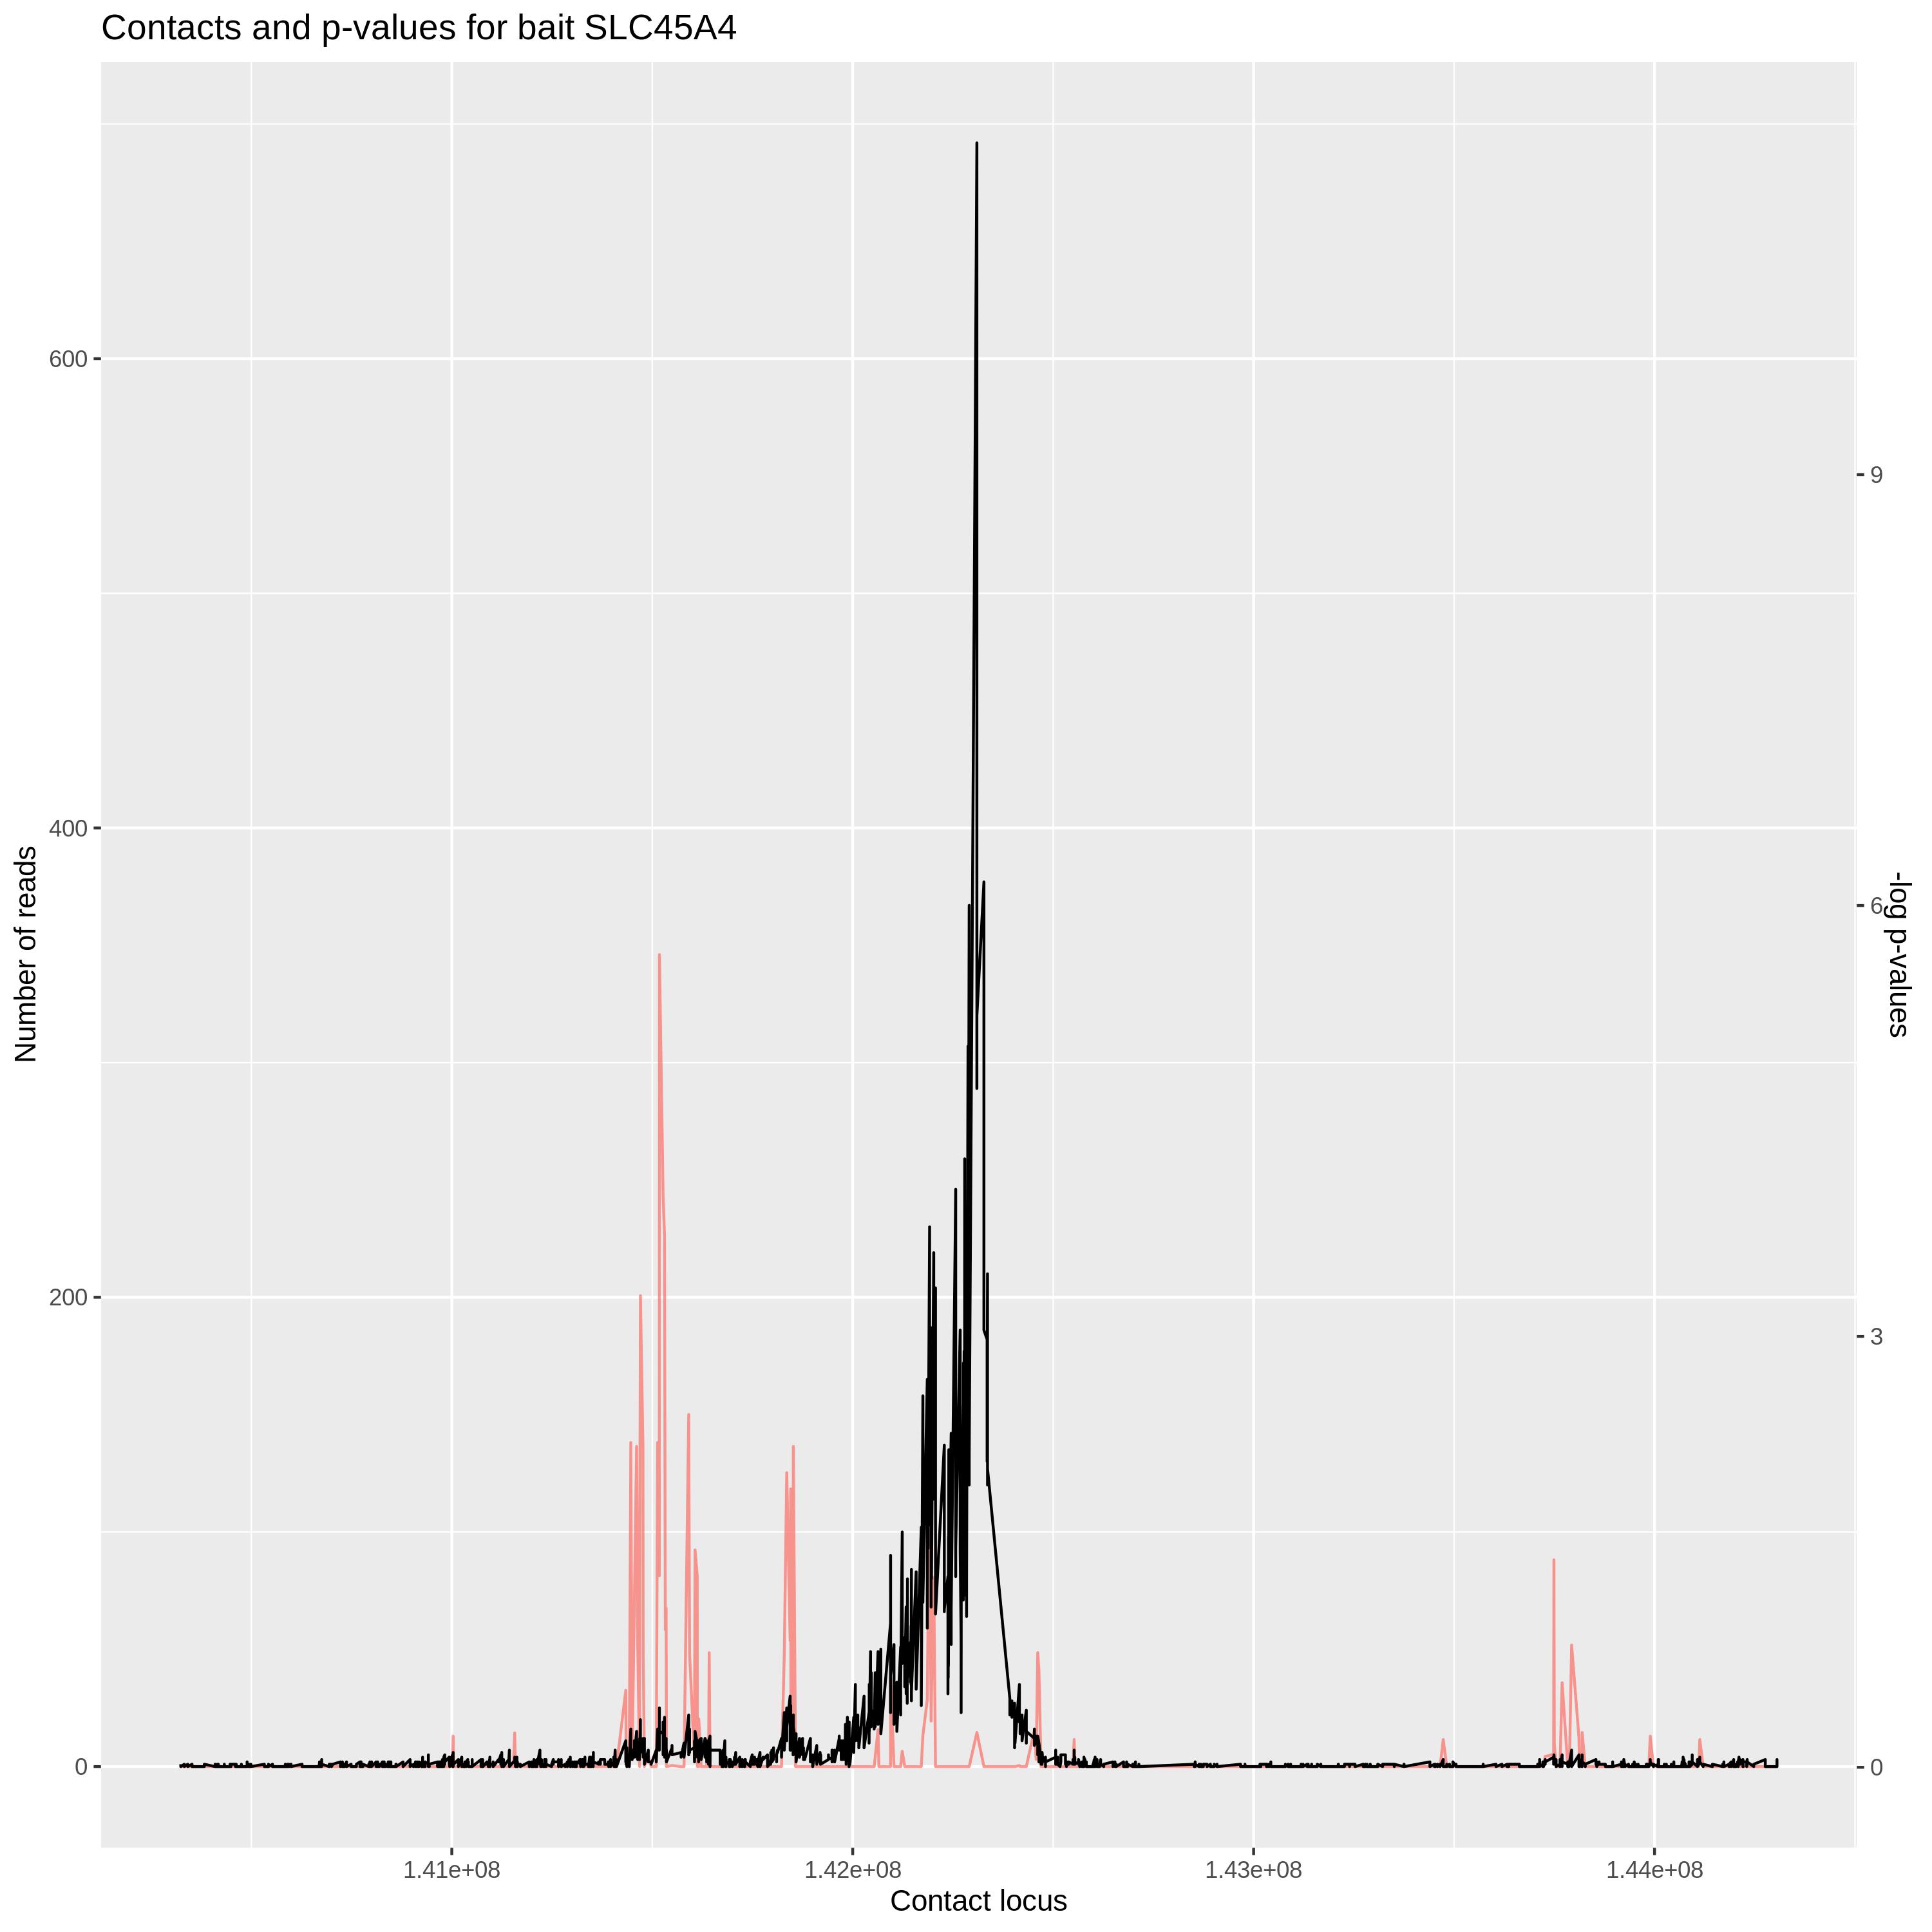 Contacts and p-values for bait SLC45A4
Number of reads
600
400
200
0
9
6
3
0
-log p-values
1.41e+08
1.42e+08
1.43e+08
1.44e+08
Contact locus